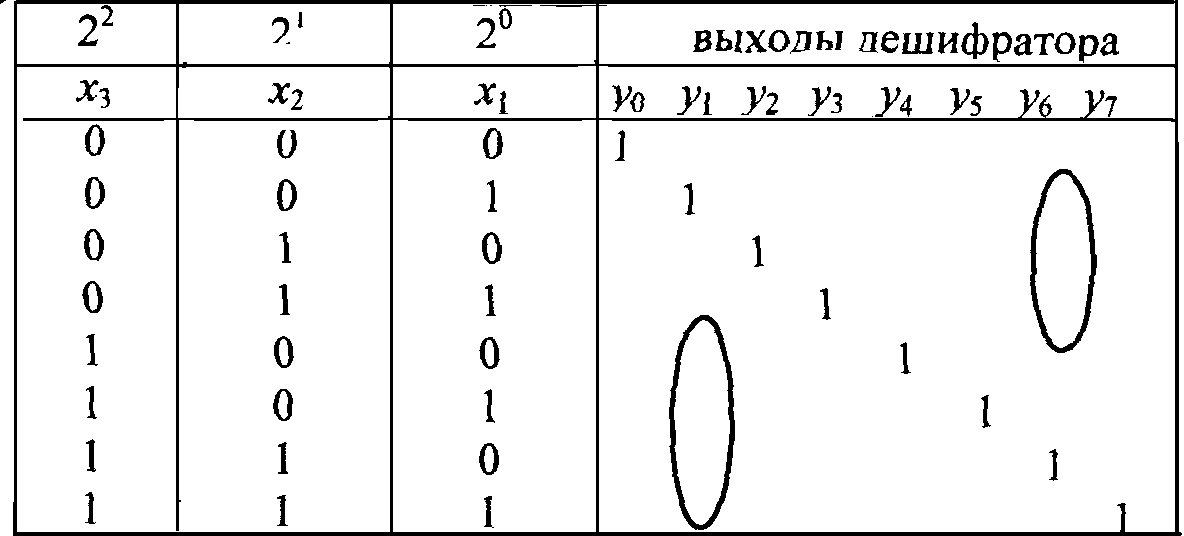 2² 2¹ 2⁰ выходы дешифратора
x₃ x₂ x₁ y₀ y₁ y₂ y₃ y₄ y₅ y₆ y₇
0 0 0 1
0 0 1 1
0 1 0 1
0 1 1 1
1 0 0 1
1 0 1 1
1 1 0 1
1 1 1 1